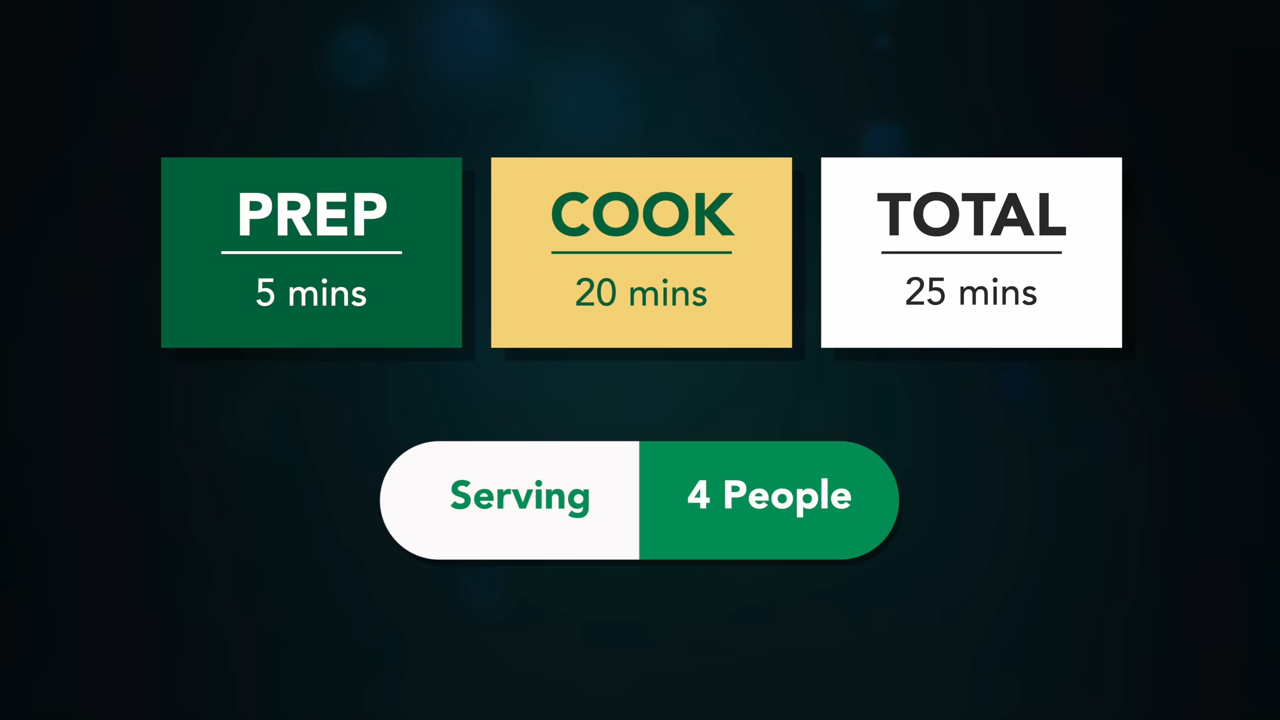 PREP
5 mins
COOK
20 mins
TOTAL
25 mins
Serving
4 People